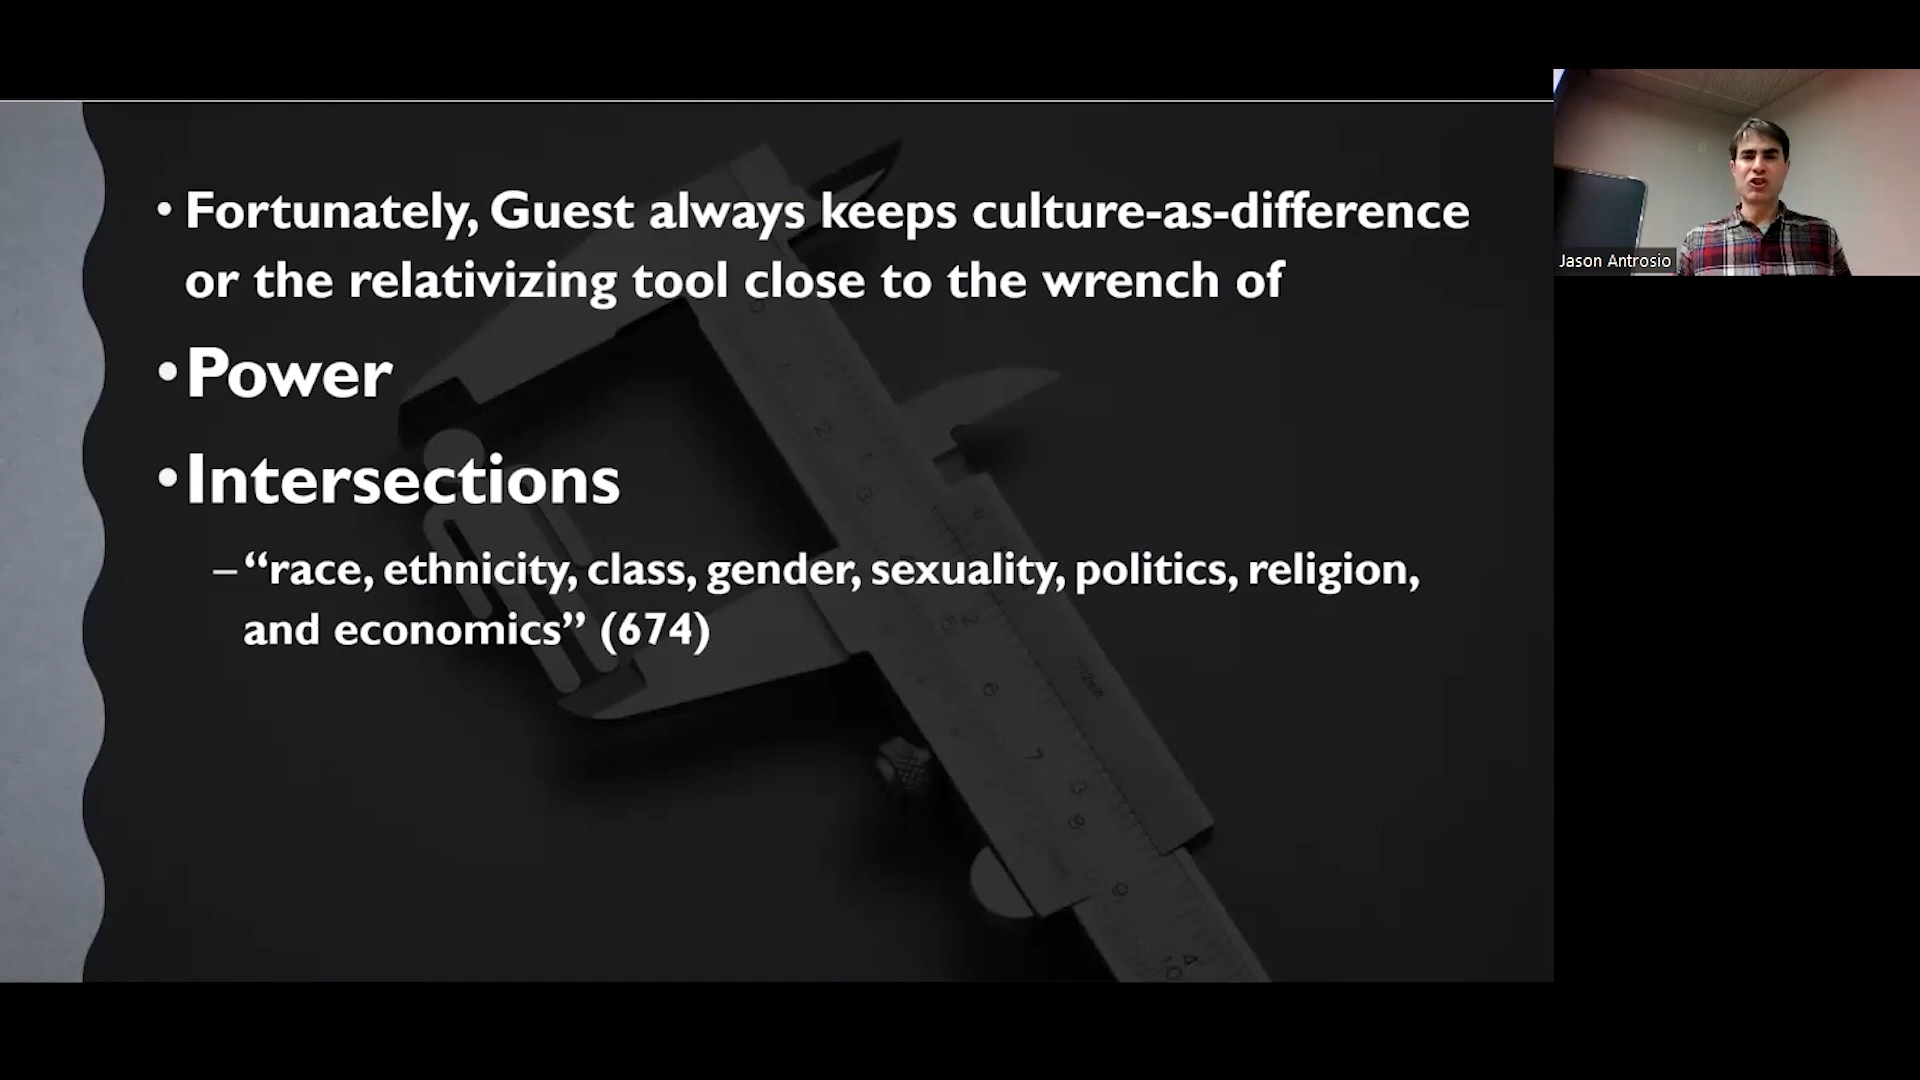 • Fortunately, Guest always keeps culture-as-difference
or the relativizing tool close to the wrench of
• Power
• Intersections
– “race, ethnicity, class, gender, sexuality, politics, religion,
and economics” (674)
Jason Antrosio